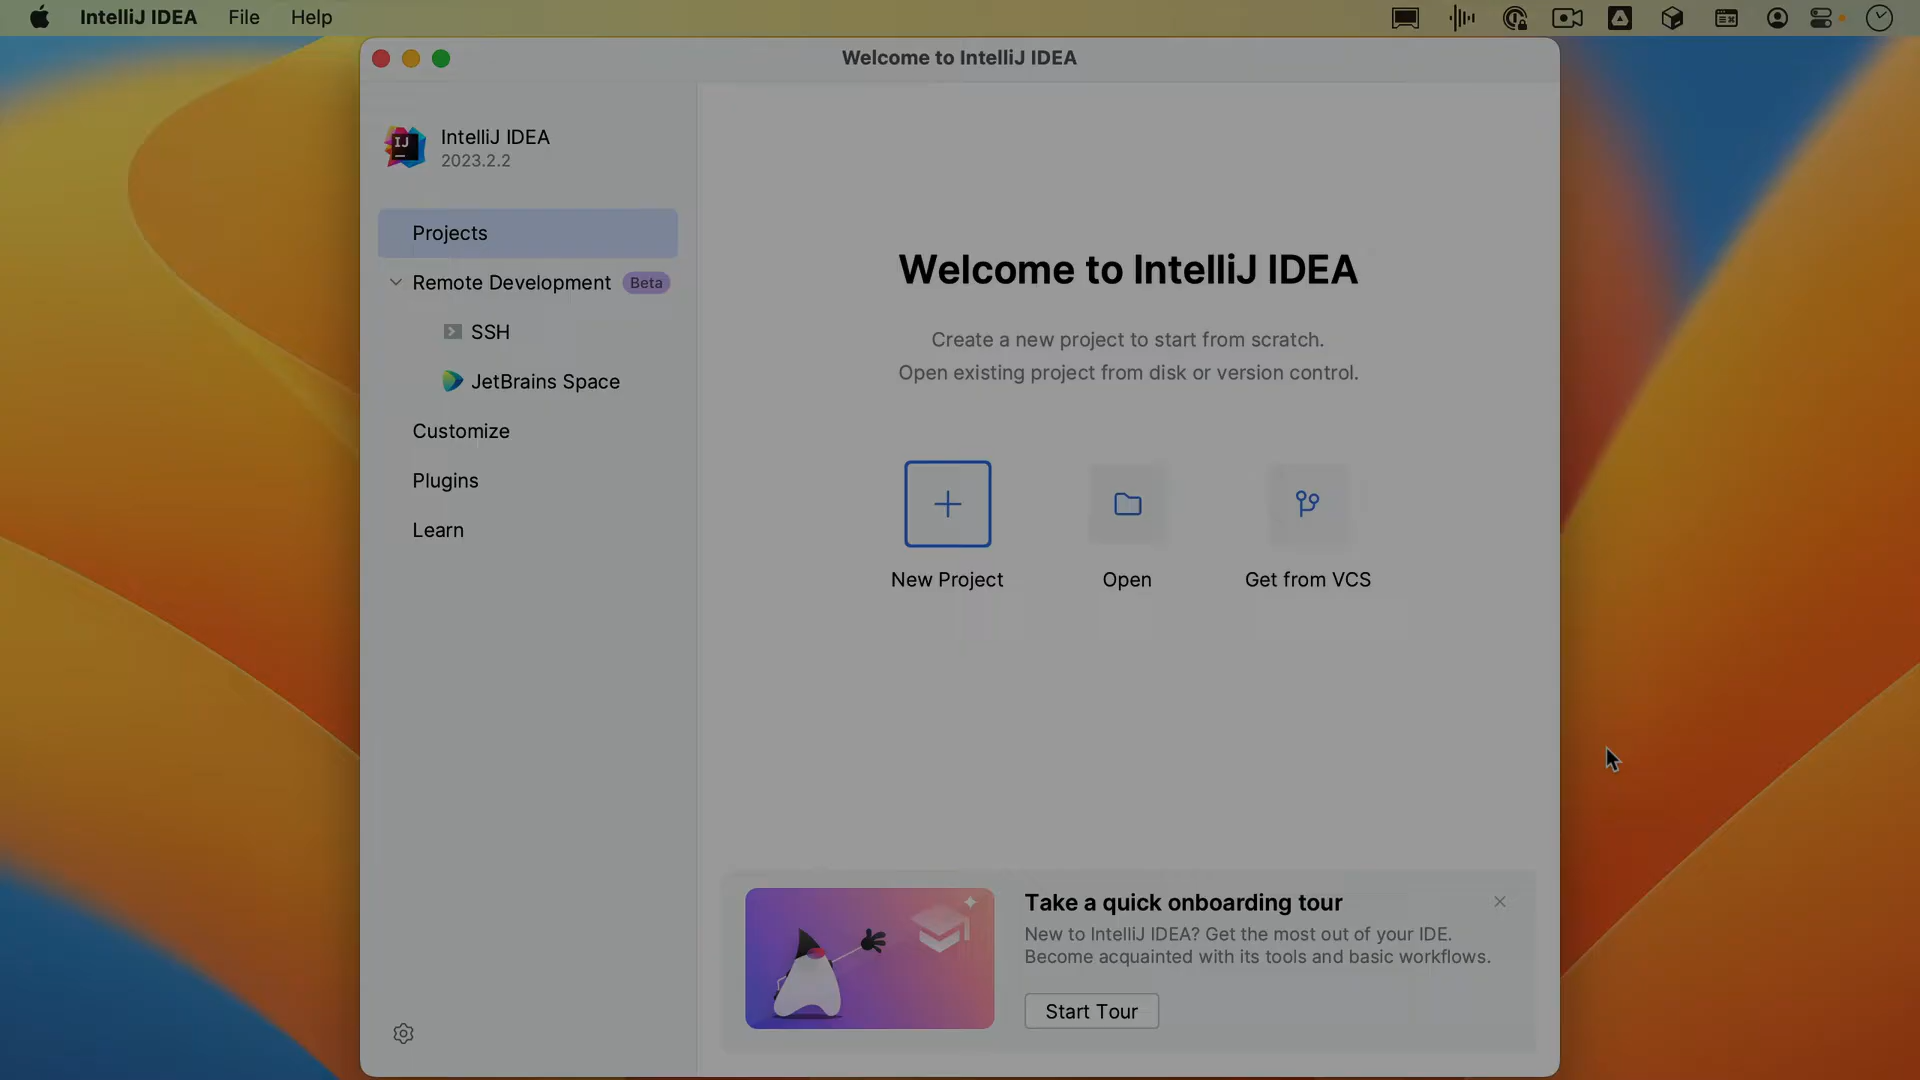 IntelliJ IDEA File Help
Welcome to IntelliJ IDEA
IJ
IntelliJ IDEA
2023.2.2
Projects
Remote Development Beta
SSH
JetBrains Space
Customize
Plugins
Learn
Welcome to IntelliJ IDEA
Create a new project to start from scratch.
Open existing project from disk or version control.
New Project Open Get from VCS
Take a quick onboarding tour
New to IntelliJ IDEA? Get the most out of your IDE.
Become acquainted with its tools and basic workflows.
Start Tour